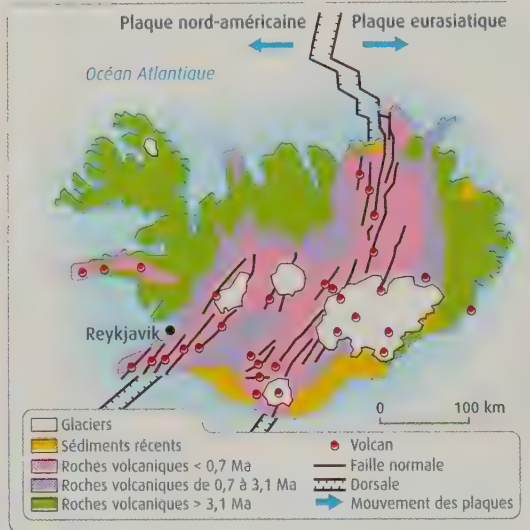 Plaque nord-américaine
Plaque eurasiatique
Océan Atlantique
Reykjavik
0 100 km
Glaciers
Sédiments récents
Roches volcaniques < 0,7 Ma
Roches volcaniques de 0,7 à 3,1 Ma
Roches volcaniques > 3,1 Ma
Volcan
Faille normale
Dorsale
Mouvement des plaques